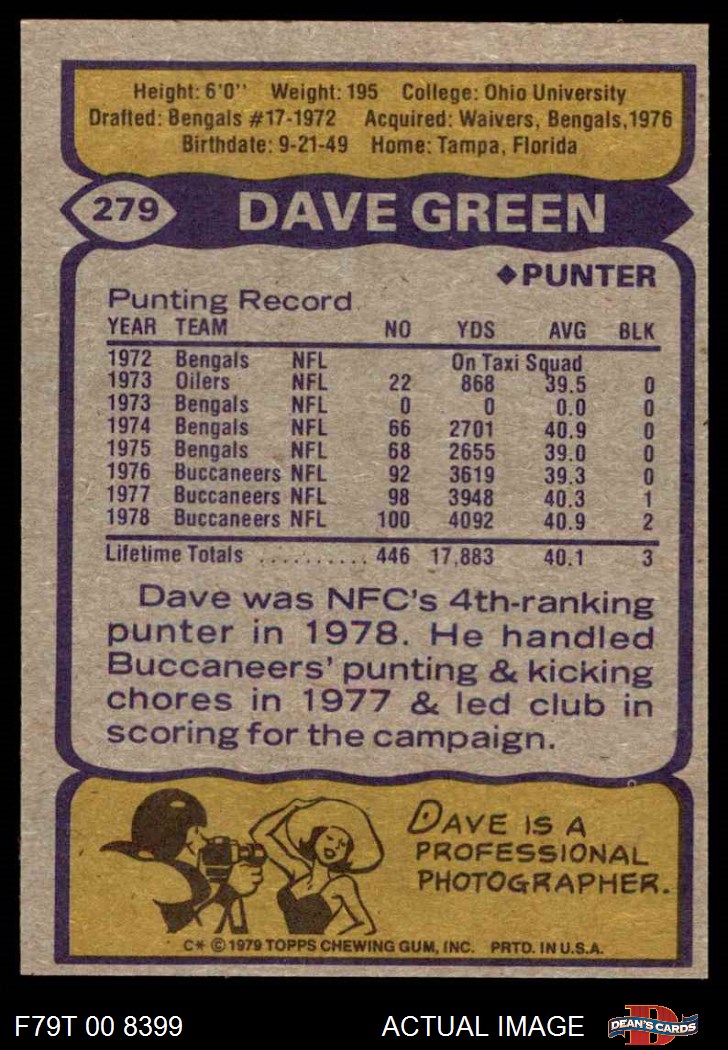 Height: 6'0" Weight: 195 College: Ohio University
Drafted: Bengals #17-1972 Acquired: Waivers, Bengals, 1976
Birthdate: 9-21-49 Home: Tampa, Florida
279 DAVE GREEN
◆PUNTER
Punting Record
YEAR TEAM NO YDS AVG BLK
1972 Bengals NFL On Taxi Squad
1973 Oilers NFL 22 868 39.5 0
1973 Bengals NFL 0 0 0.0 0
1974 Bengals NFL 66 2701 40.9 0
1975 Bengals NFL 68 2655 39.0 0
1976 Buccaneers NFL 92 3619 39.3 0
1977 Buccaneers NFL 98 3948 40.3 1
1978 Buccaneers NFL 100 4092 40.9 2
Lifetime Totals .......... 446 17,883 40.1 3
Dave was NFC's 4th-ranking
punter in 1978. He handled
Buccaneers' punting & kicking
chores in 1977 & led club in
scoring for the campaign.
DAVE IS A
PROFESSIONAL
PHOTOGRAPHER.
C* © 1979 TOPPS CHEWING GUM, INC. PRTD. IN U.S.A.
F79T 00 8399 ACTUAL IMAGE D DEAN'S CARDS